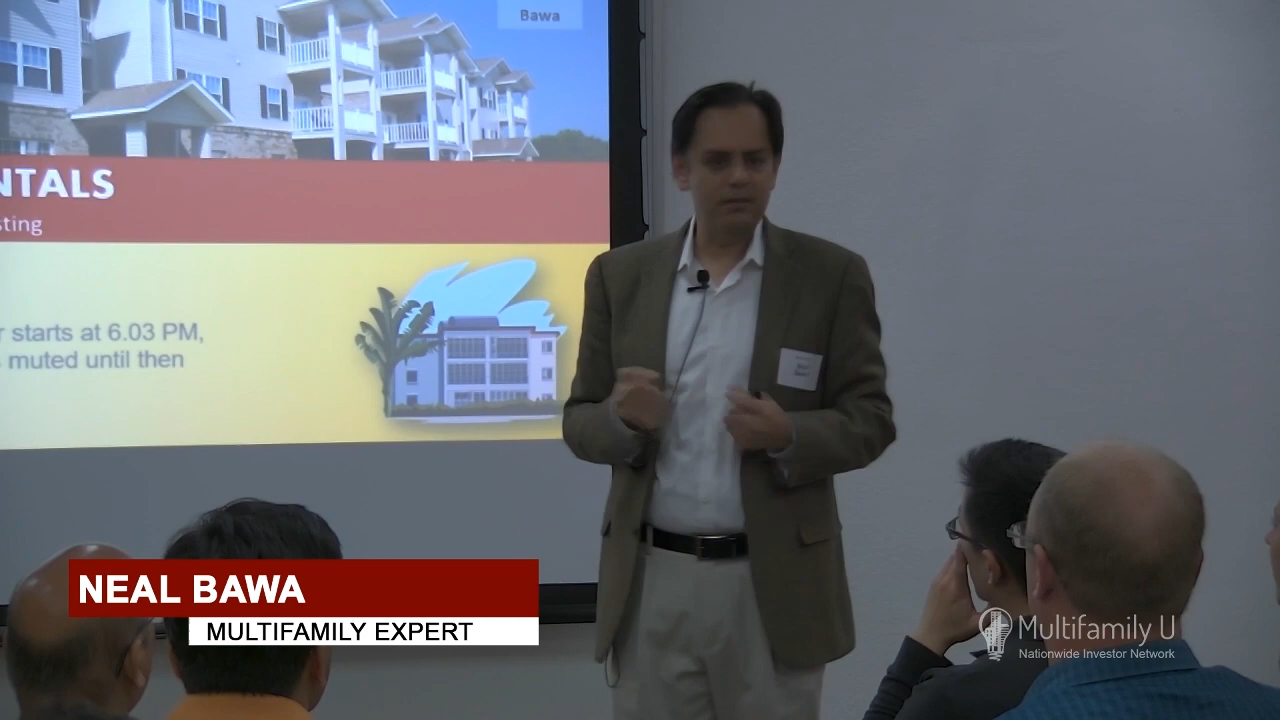 Bawa
NTALS
sting
r starts at 6.03 PM,
s muted until then
NEAL BAWA
MULTIFAMILY EXPERT
Multifamily U
Nationwide Investor Network